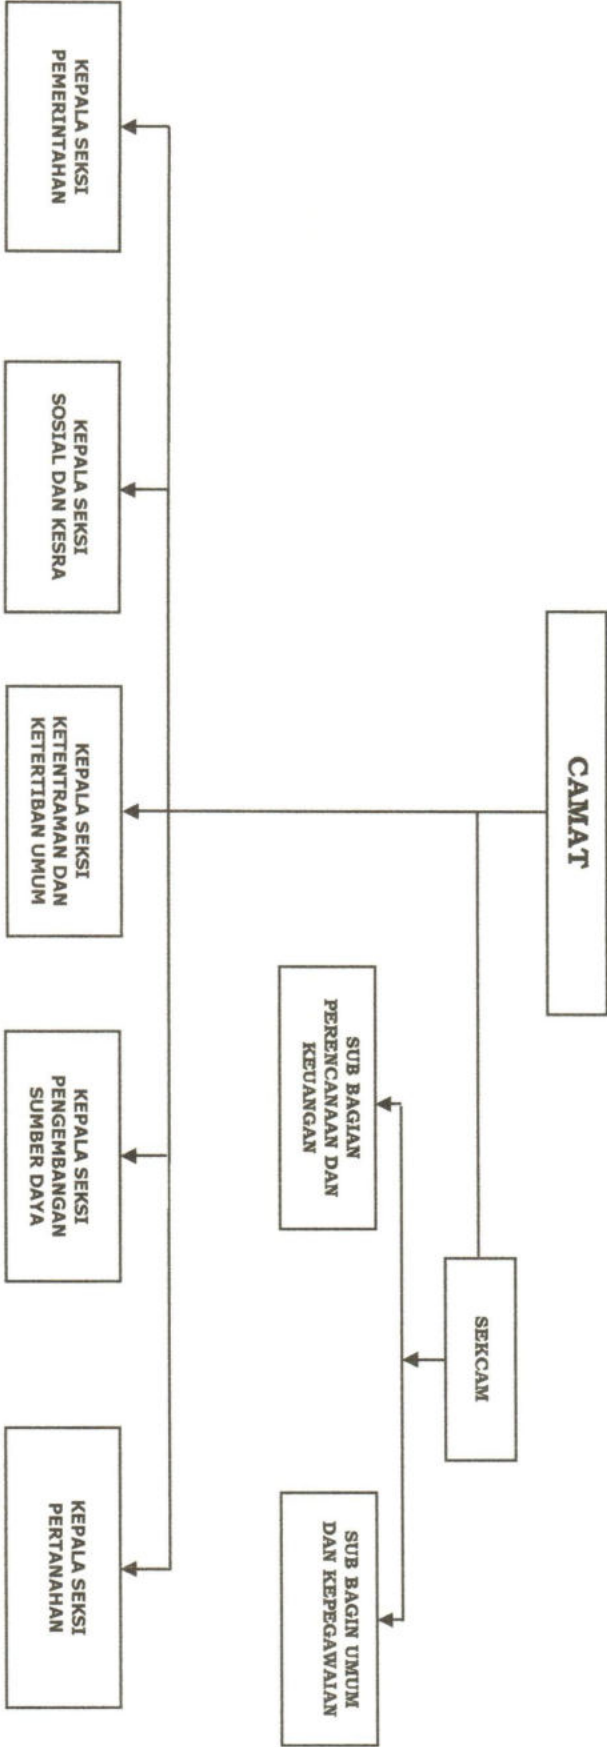 CAMAT
SEKCAM
SUB BAGIAN
PERENCANAAN DAN
KEUANGAN
SUB BAGIN UMUM
DAN KEPEGAWAIAN
KEPALA SEKSI
PEMERINTAHAN
KEPALA SEKSI
SOSIAL DAN KESRA
KEPALA SEKSI
KETENTRAMAN DAN
KETERTIBAN UMUM
KEPALA SEKSI
PENGEMBANGAN
SUMBER DAYA
KEPALA SEKSI
PERTANAHAN